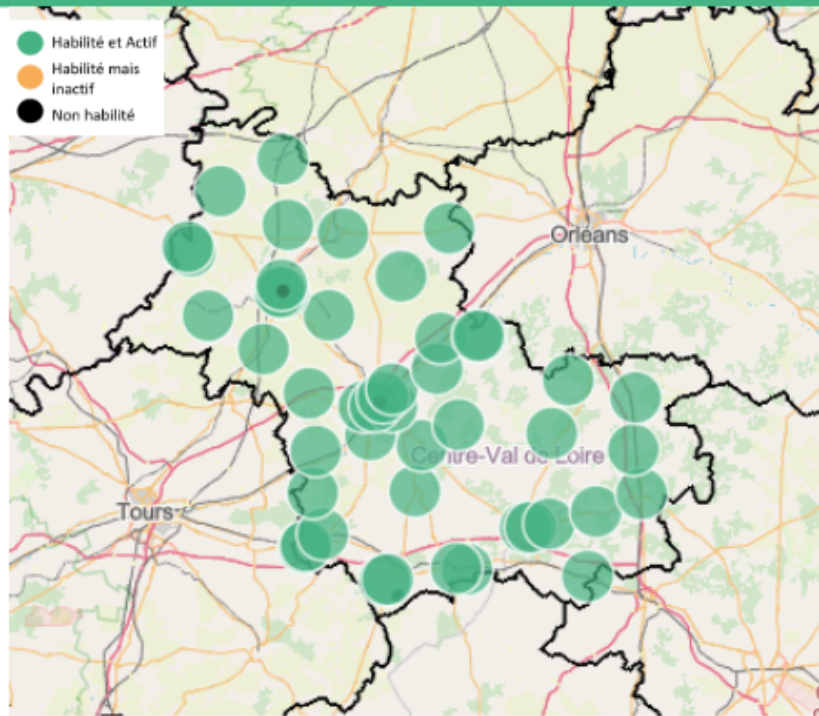 Habilité et Actif
Habilité mais
inactif
Non habilité
Orléans
Centre-Val de Loire
Tours